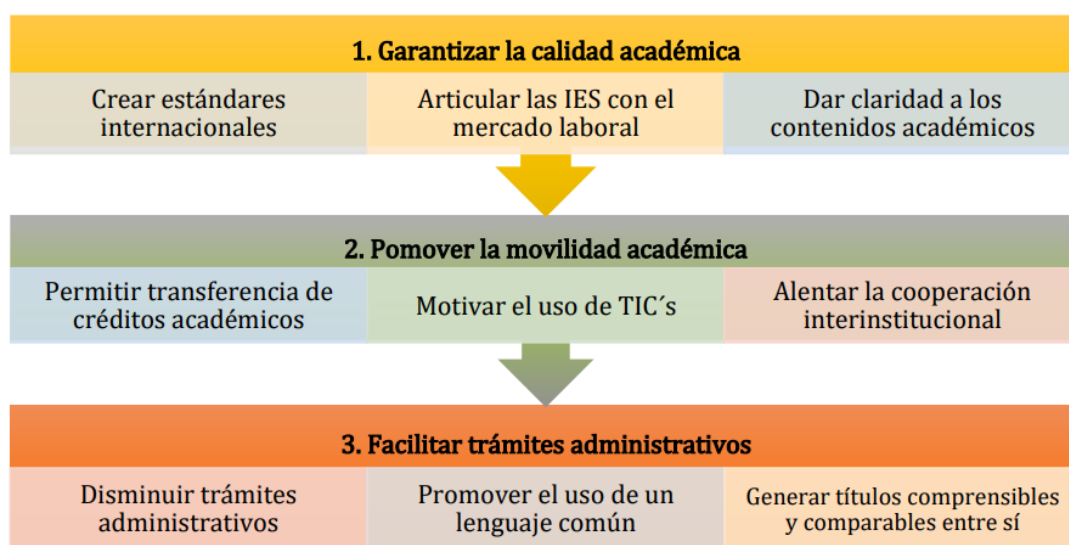 1. Garantizar la calidad académica
Crear estándares
internacionales
Articular las IES con el
mercado laboral
Dar claridad a los
contenidos académicos
2. Pomover la movilidad académica
Permitir transferencia de
créditos académicos
Motivar el uso de TIC´s
Alentar la cooperación
interinstitucional
3. Facilitar trámites administrativos
Disminuir trámites
administrativos
Promover el uso de un
lenguaje común
Generar títulos comprensibles
y comparables entre sí